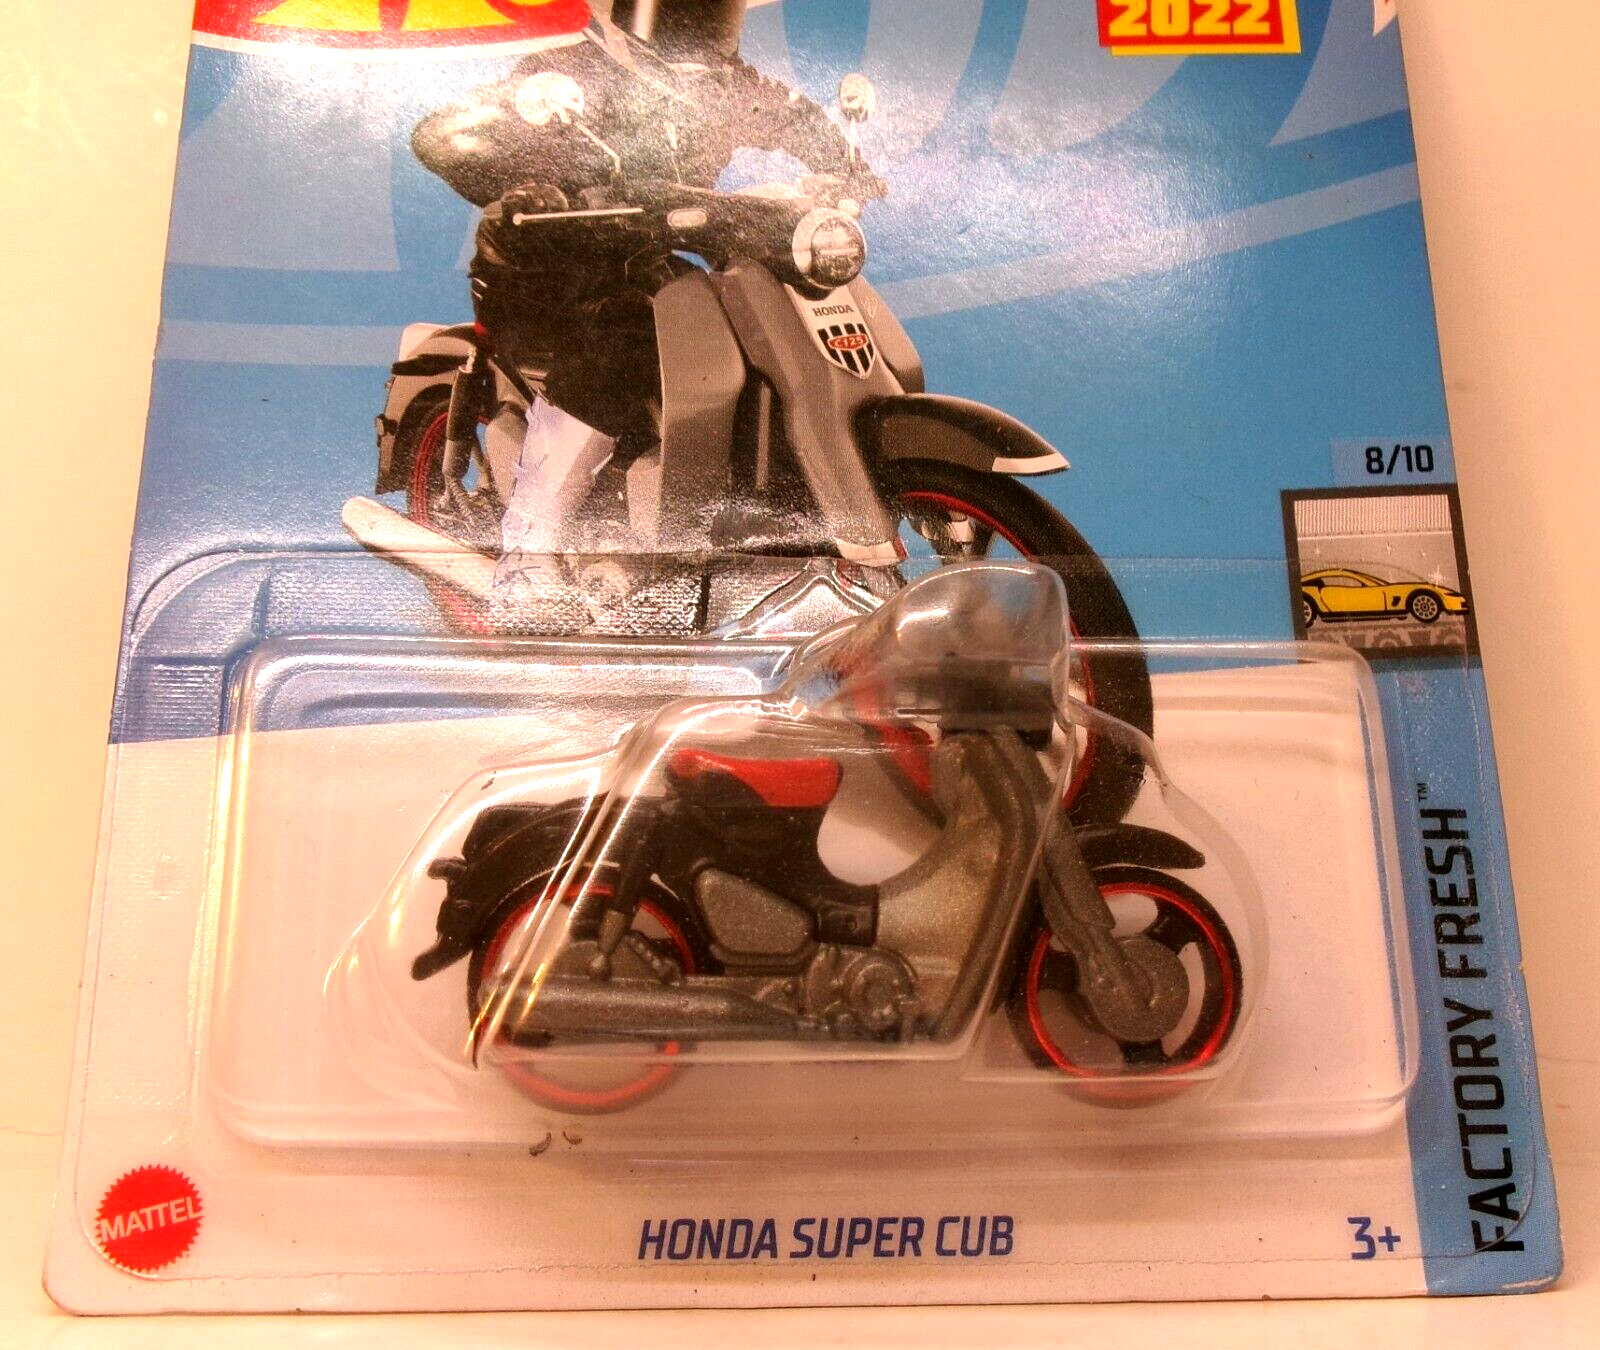 2022
HONDA
C125
8/10
FACTORY FRESH™
MATTEL
HONDA SUPER CUB
3+